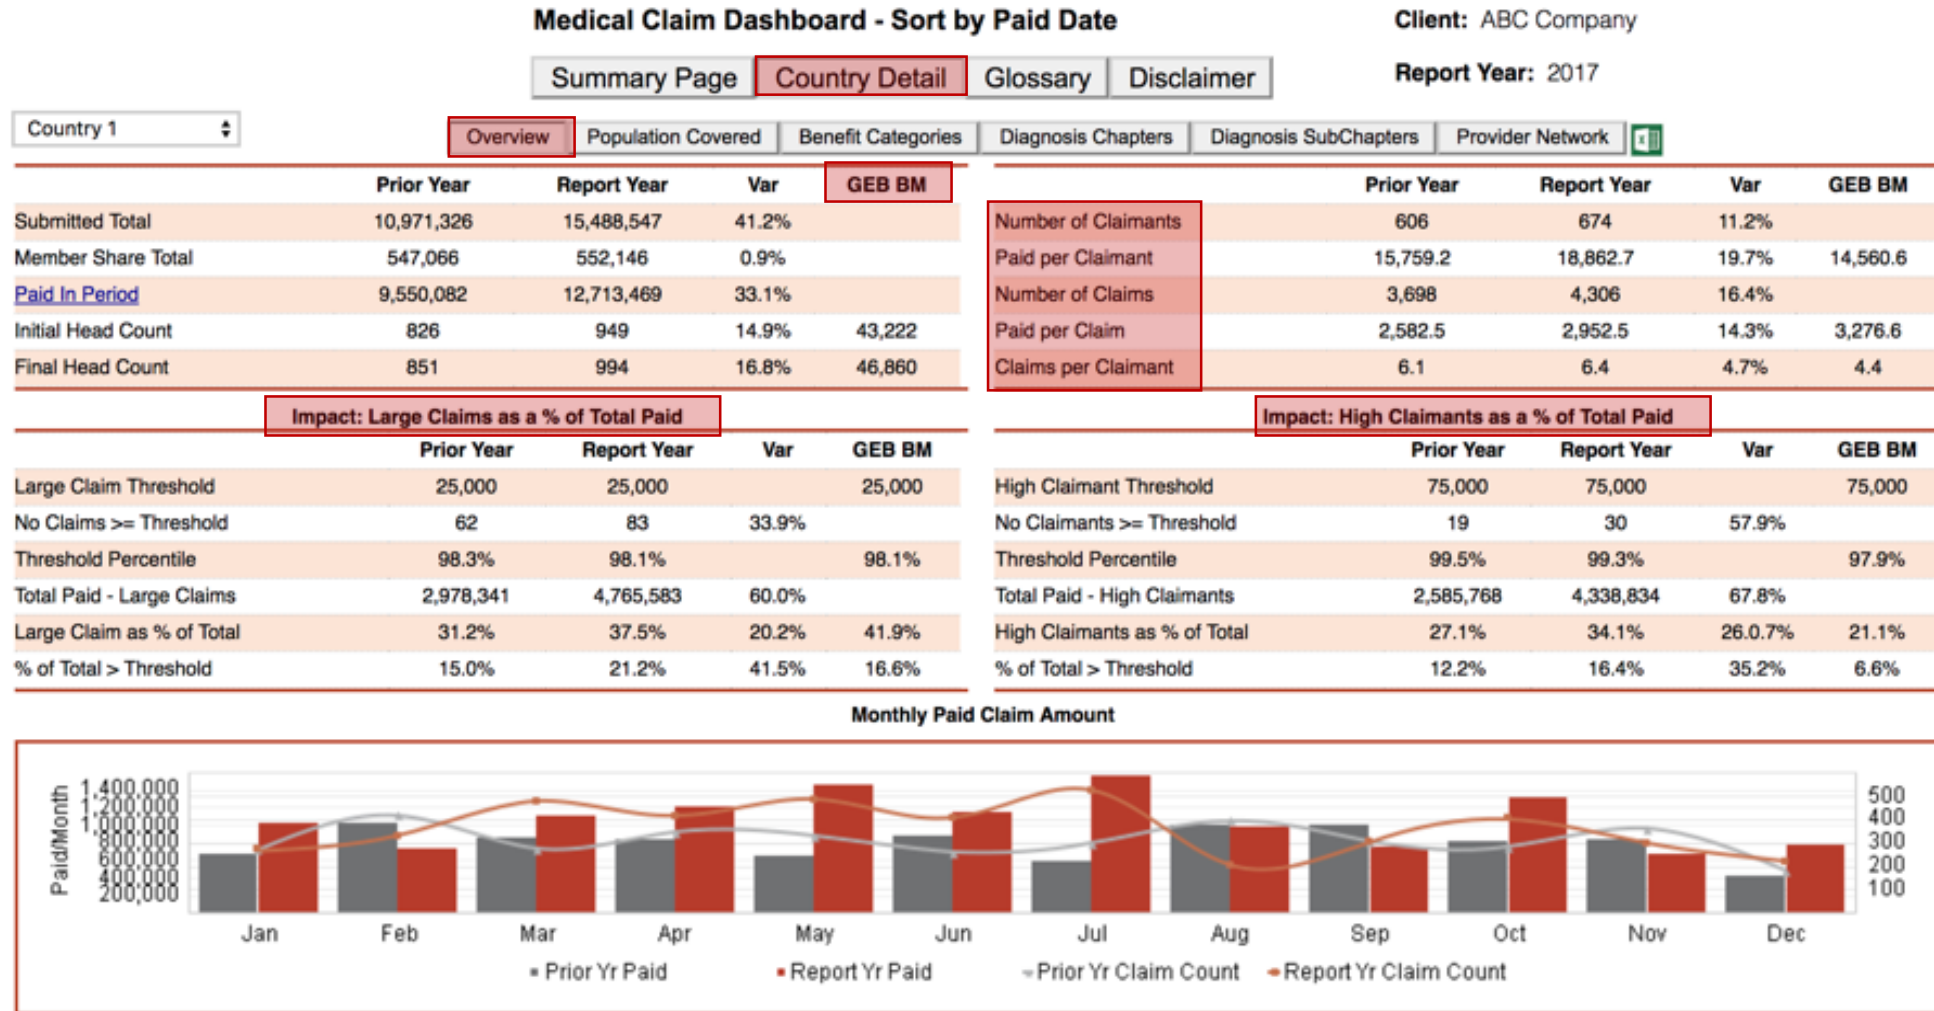 Medical Claim Dashboard - Sort by Paid Date
Client: ABC Company
Summary Page Country Detail Glossary Disclaimer
Report Year: 2017
Country 1
Overview Population Covered Benefit Categories Diagnosis Chapters Diagnosis SubChapters Provider Network
Prior Year Report Year Var GEB BM
Submitted Total 10,971,326 15,488,547 41.2%
Member Share Total 547,066 552,146 0.9%
Paid In Period 9,550,082 12,713,469 33.1%
Initial Head Count 826 949 14.9% 43,222
Final Head Count 851 994 16.8% 46,860
Prior Year Report Year Var GEB BM
Number of Claimants 606 674 11.2%
Paid per Claimant 15,759.2 18,862.7 19.7% 14,560.6
Number of Claims 3,698 4,306 16.4%
Paid per Claim 2,582.5 2,952.5 14.3% 3,276.6
Claims per Claimant 6.1 6.4 4.7% 4.4
Impact: Large Claims as a % of Total Paid
Prior Year Report Year Var GEB BM
Large Claim Threshold 25,000 25,000 25,000
No Claims >= Threshold 62 83 33.9%
Threshold Percentile 98.3% 98.1% 98.1%
Total Paid - Large Claims 2,978,341 4,765,583 60.0%
Large Claim as % of Total 31.2% 37.5% 20.2% 41.9%
% of Total > Threshold 15.0% 21.2% 41.5% 16.6%
Impact: High Claimants as a % of Total Paid
Prior Year Report Year Var GEB BM
High Claimant Threshold 75,000 75,000 75,000
No Claimants >= Threshold 19 30 57.9%
Threshold Percentile 99.5% 99.3% 97.9%
Total Paid - High Claimants 2,585,768 4,338,834 67.8%
High Claimants as % of Total 27.1% 34.1% 26.0.7% 21.1%
% of Total > Threshold 12.2% 16.4% 35.2% 6.6%
Monthly Paid Claim Amount
Paid/Month
1,400,000
1,200,000
1,000,000
800,000
600,000
400,000
200,000
500
400
300
200
100
Jan Feb Mar Apr May Jun Jul Aug Sep Oct Nov Dec
Prior Yr Paid Report Yr Paid Prior Yr Claim Count Report Yr Claim Count